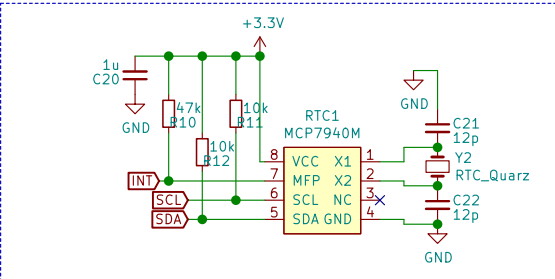 +3.3V
1u
C20
GND
47k
R10
10k
R12
10k
R11
RTC1
MCP7940M
8 VCC X1 1
7 MFP X2 2
6 SCL NC 3
5 SDA GND 4
INT
SCL
SDA
GND
C21
12p
Y2
RTC_Quarz
C22
12p
GND